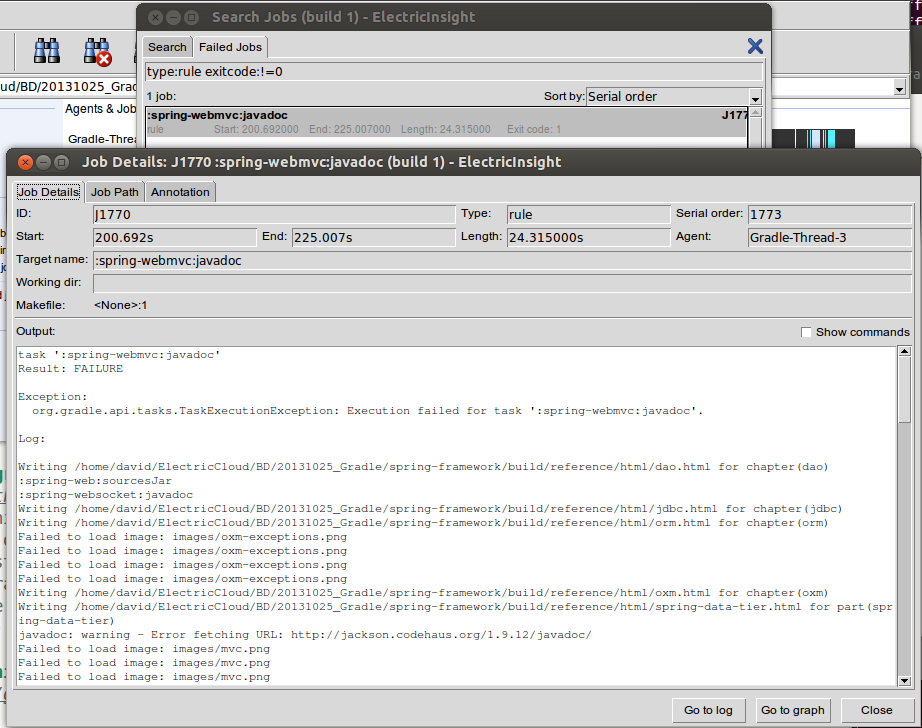 Search Jobs (build 1) - ElectricInsight
Search
Failed Jobs
type:rule exitcode:!=0
ud/BD/20131025_Grad
1 job:
Sort by:
Serial order
Agents & Job
:spring-webmvc:javadoc
J177
rule
Start: 200.692000
End: 225.007000
Length: 24.315000
Exit code: 1
Gradle-Threa
Job Details: J1770 :spring-webmvc:javadoc (build 1) - ElectricInsight
Job Details
Job Path
Annotation
ID:
J1770
Type:
rule
Serial order:
1773
Start:
200.692s
End:
225.007s
Length:
24.315000s
Agent:
Gradle-Thread-3
Target name:
:spring-webmvc:javadoc
Working dir:
Makefile:
<None>:1
Output:
Show commands
task ':spring-webmvc:javadoc'
Result: FAILURE
Exception:
org.gradle.api.tasks.TaskExecutionException: Execution failed for task ':spring-webmvc:javadoc'.
Log:
Writing /home/david/ElectricCloud/BD/20131025_Gradle/spring-framework/build/reference/html/dao.html for chapter(dao)
:spring-web:sourcesJar
:spring-websocket:javadoc
Writing /home/david/ElectricCloud/BD/20131025_Gradle/spring-framework/build/reference/html/jdbc.html for chapter(jdbc)
Writing /home/david/ElectricCloud/BD/20131025_Gradle/spring-framework/build/reference/html/orm.html for chapter(orm)
Failed to load image: images/oxm-exceptions.png
Failed to load image: images/oxm-exceptions.png
Failed to load image: images/oxm-exceptions.png
Failed to load image: images/oxm-exceptions.png
Writing /home/david/ElectricCloud/BD/20131025_Gradle/spring-framework/build/reference/html/oxm.html for chapter(oxm)
Writing /home/david/ElectricCloud/BD/20131025_Gradle/spring-framework/build/reference/html/spring-data-tier.html for part(spr
ing-data-tier)
javadoc: warning - Error fetching URL: http://jackson.codehaus.org/1.9.12/javadoc/
Failed to load image: images/mvc.png
Failed to load image: images/mvc.png
Failed to load image: images/mvc.png
Go to log
Go to graph
Close